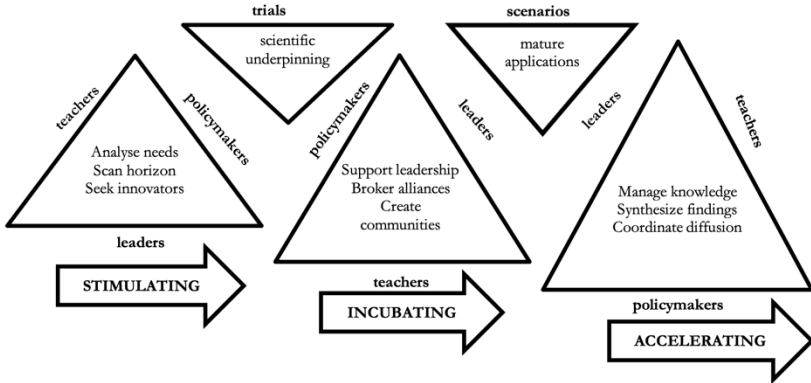 trials
scenarios
scientific
underpinning
mature
applications
teachers
policymakers
policymakers
leaders
leaders
teachers
Analyse needs
Scan horizon
Seek innovators
Support leadership
Broker alliances
Create
communities
Manage knowledge
Synthesize findings
Coordinate diffusion
leaders
teachers
policymakers
STIMULATING
INCUBATING
ACCELERATING